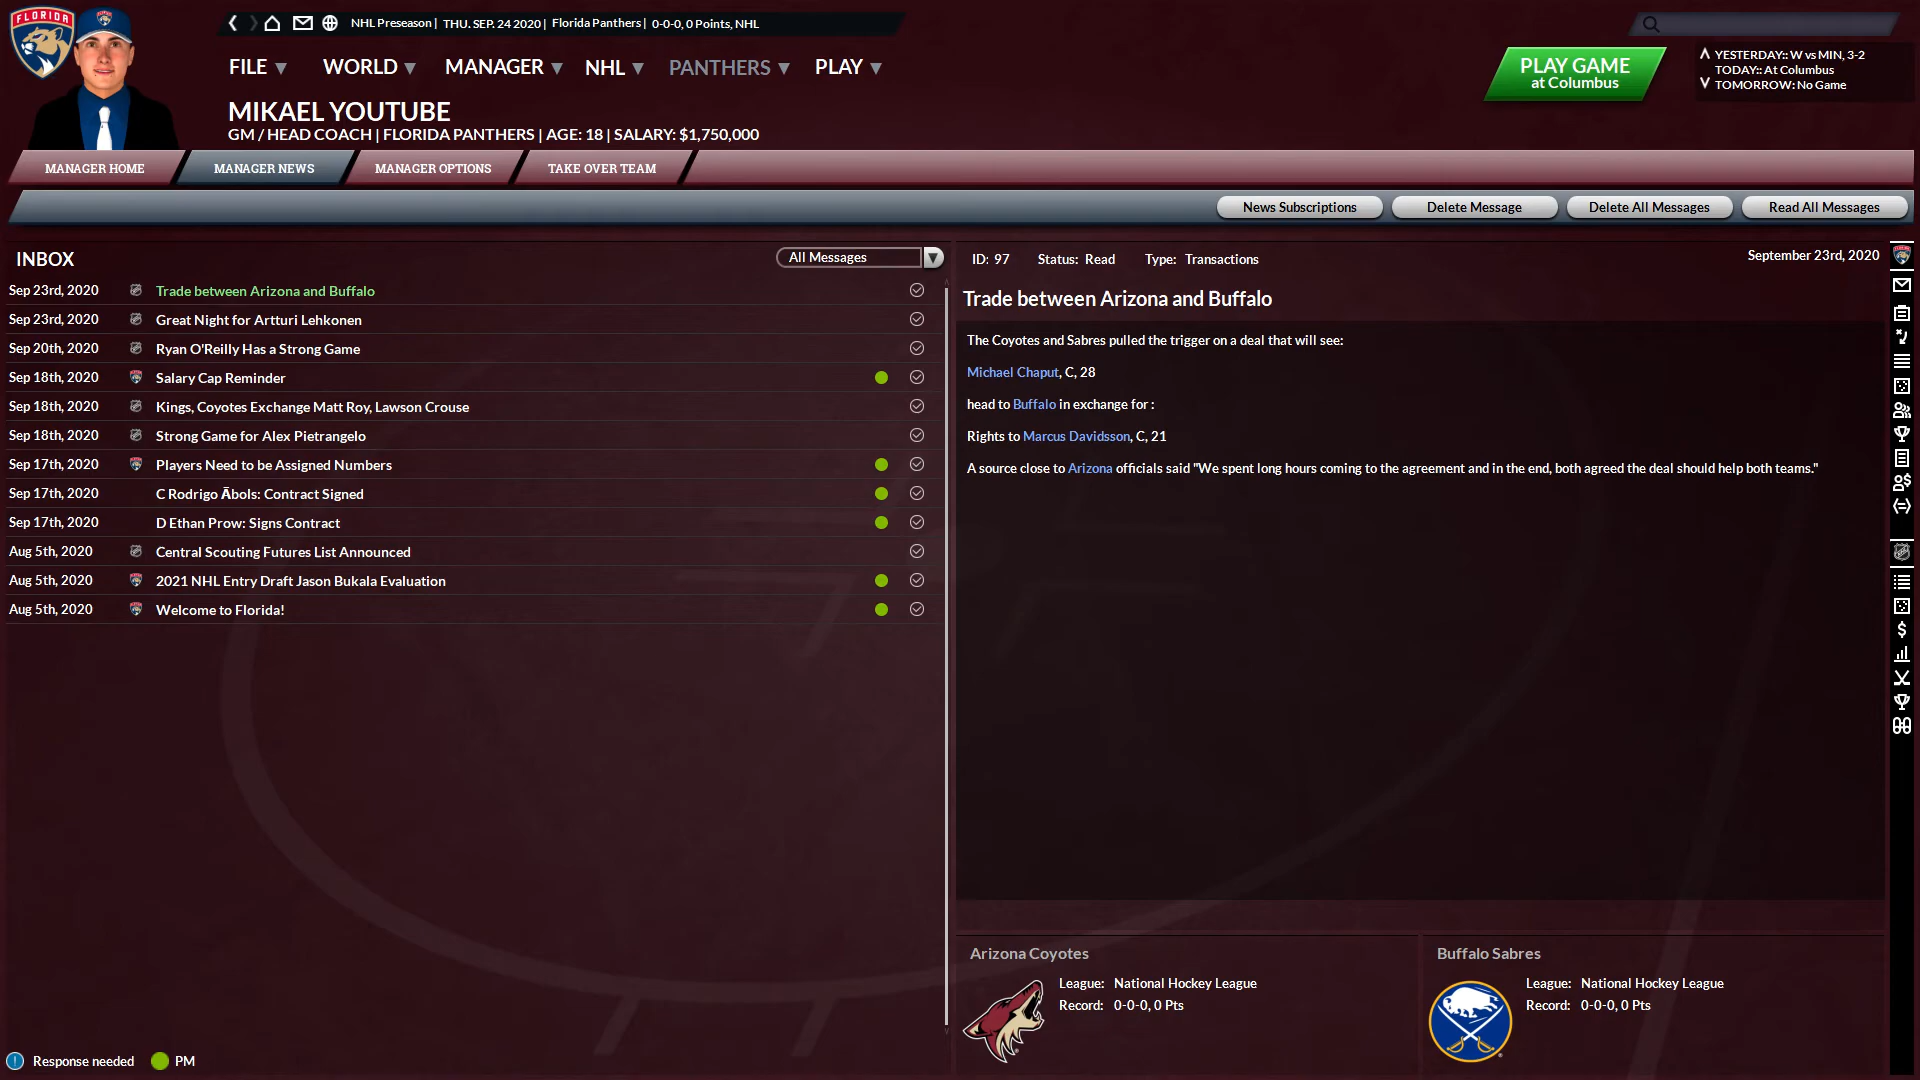 FLORIDA
NHL Preseason | THU. SEP. 24 2020 | Florida Panthers | 0-0-0, 0 Points, NHL
FILE WORLD MANAGER NHL PANTHERS PLAY
PLAY GAME
at Columbus
YESTERDAY:: W vs MIN, 3-2
TODAY:: At Columbus
TOMORROW: No Game
MIKAEL YOUTUBE
GM / HEAD COACH | FLORIDA PANTHERS | AGE: 18 | SALARY: $1,750,000
MANAGER HOME MANAGER NEWS MANAGER OPTIONS TAKE OVER TEAM
News Subscriptions Delete Message Delete All Messages Read All Messages
INBOX All Messages
Sep 23rd, 2020 Trade between Arizona and Buffalo
Sep 23rd, 2020 Great Night for Artturi Lehkonen
Sep 20th, 2020 Ryan O'Reilly Has a Strong Game
Sep 18th, 2020 Salary Cap Reminder
Sep 18th, 2020 Kings, Coyotes Exchange Matt Roy, Lawson Crouse
Sep 18th, 2020 Strong Game for Alex Pietrangelo
Sep 17th, 2020 Players Need to be Assigned Numbers
Sep 17th, 2020 C Rodrigo Ābols: Contract Signed
Sep 17th, 2020 D Ethan Prow: Signs Contract
Aug 5th, 2020 Central Scouting Futures List Announced
Aug 5th, 2020 2021 NHL Entry Draft Jason Bukala Evaluation
Aug 5th, 2020 Welcome to Florida!
Response needed PM
ID: 97 Status: Read Type: Transactions September 23rd, 2020
Trade between Arizona and Buffalo
The Coyotes and Sabres pulled the trigger on a deal that will see:
Michael Chaput, C, 28
head to Buffalo in exchange for :
Rights to Marcus Davidsson, C, 21
A source close to Arizona officials said "We spent long hours coming to the agreement and in the end, both agreed the deal should help both teams."
Arizona Coyotes
League: National Hockey League
Record: 0-0-0, 0 Pts
Buffalo Sabres
League: National Hockey League
Record: 0-0-0, 0 Pts